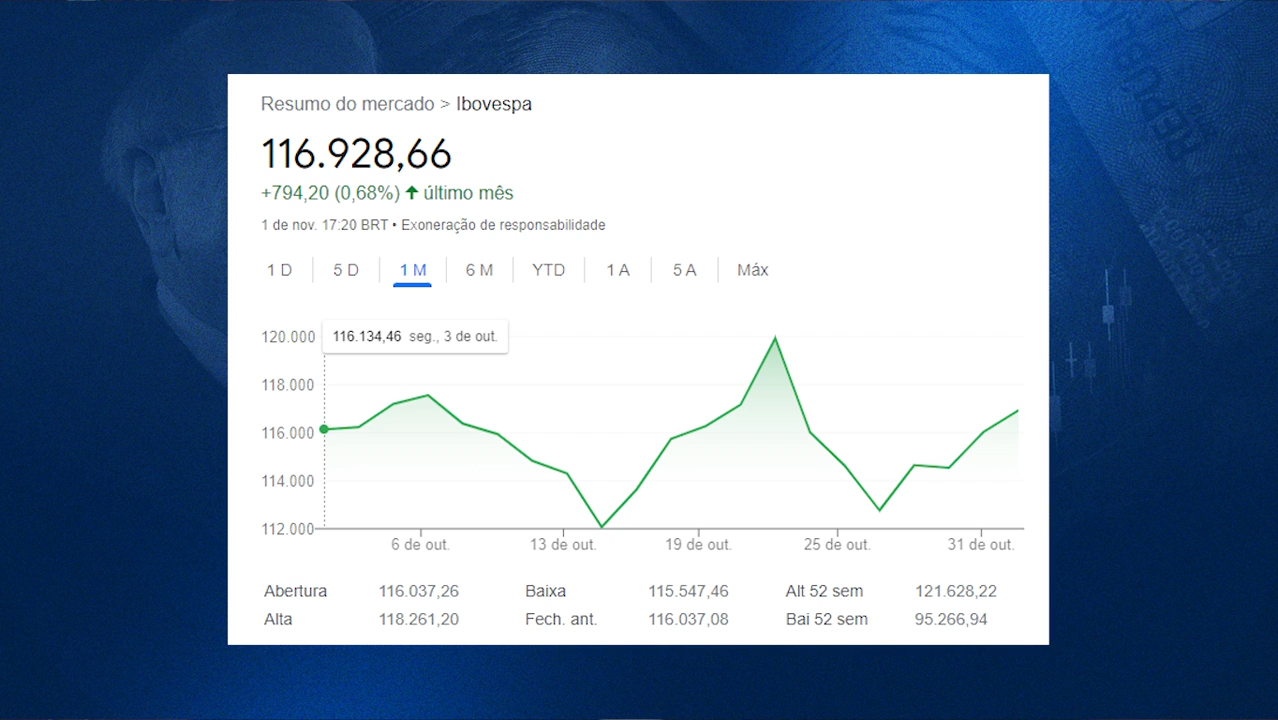 Resumo do mercado > Ibovespa
116.928,66
+794,20 (0,68%) ↑ último mês
1 de nov. 17:20 BRT • Exoneração de responsabilidade
1 D 5 D 1 M 6 M YTD 1 A 5 A Máx
120.000
116.134,46 seg., 3 de out.
118.000
116.000
114.000
112.000
6 de out. 13 de out. 19 de out. 25 de out. 31 de out.
Abertura 116.037,26 Baixa 115.547,46 Alt 52 sem 121.628,22
Alta 118.261,20 Fech. ant. 116.037,08 Bai 52 sem 95.266,94